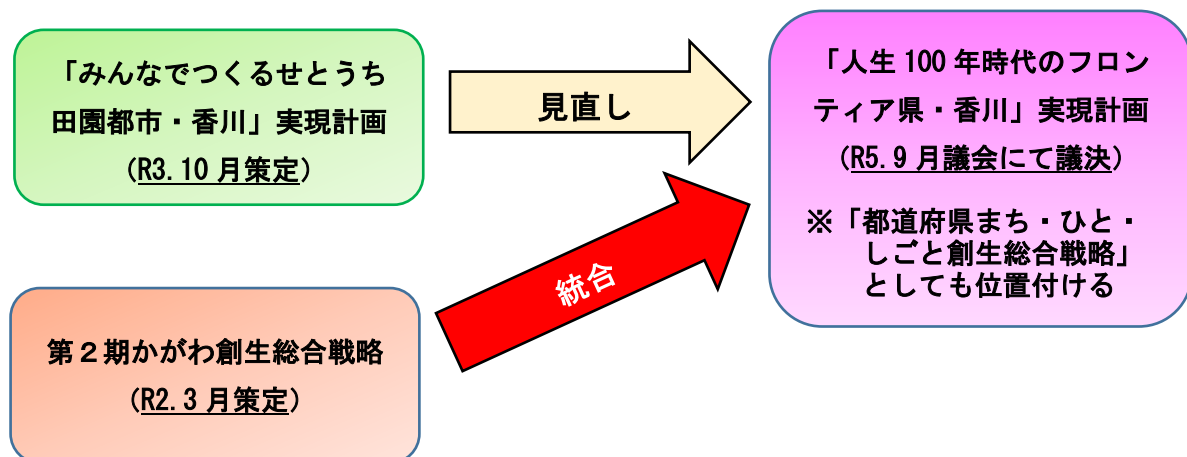 「みんなでつくるせとうち
田園都市・香川」実現計画
(R3.10月策定)
見直し
「人生100年時代のフロン
ティア県・香川」実現計画
(R5.9月議会にて議決)
※「都道府県まち・ひと・
しごと創生総合戦略」
としても位置付ける
統合
第2期かがわ創生総合戦略
(R2.3月策定)